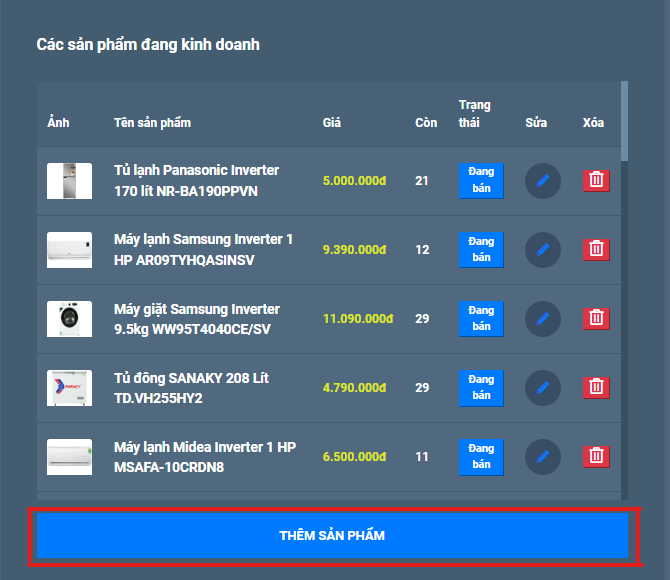 Các sản phẩm đang kinh doanh
Ảnh Tên sản phẩm Giá Còn Trạng thái Sửa Xóa
Tủ lạnh Panasonic Inverter
170 lít NR-BA190PPVN
5.000.000đ
21
Đang
bán
Máy lạnh Samsung Inverter 1
HP AR09TYHQASINSV
9.390.000đ
12
Đang
bán
Máy giặt Samsung Inverter
9.5kg WW95T4040CE/SV
11.090.000đ
29
Đang
bán
Tủ đông SANAKY 208 Lít
TD.VH255HY2
4.790.000đ
29
Đang
bán
Máy lạnh Midea Inverter 1 HP
MSAFA-10CRDN8
6.500.000đ
11
Đang
bán
THÊM SẢN PHẨM